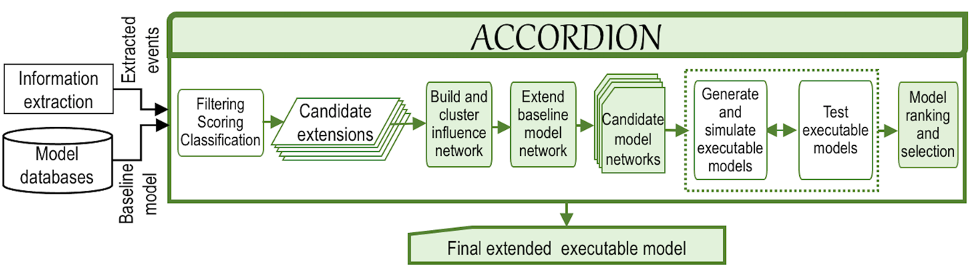 ACCORDION
Extracted
events
Information
extraction
Model
databases
Baseline
model
Filtering
Scoring
Classification
Candidate
extensions
Build and
cluster
influence
network
Extend
baseline
model
network
Candidate
model
networks
Generate
and
simulate
executable
models
Test
executable
models
Model
ranking
and
selection
Final extended executable model